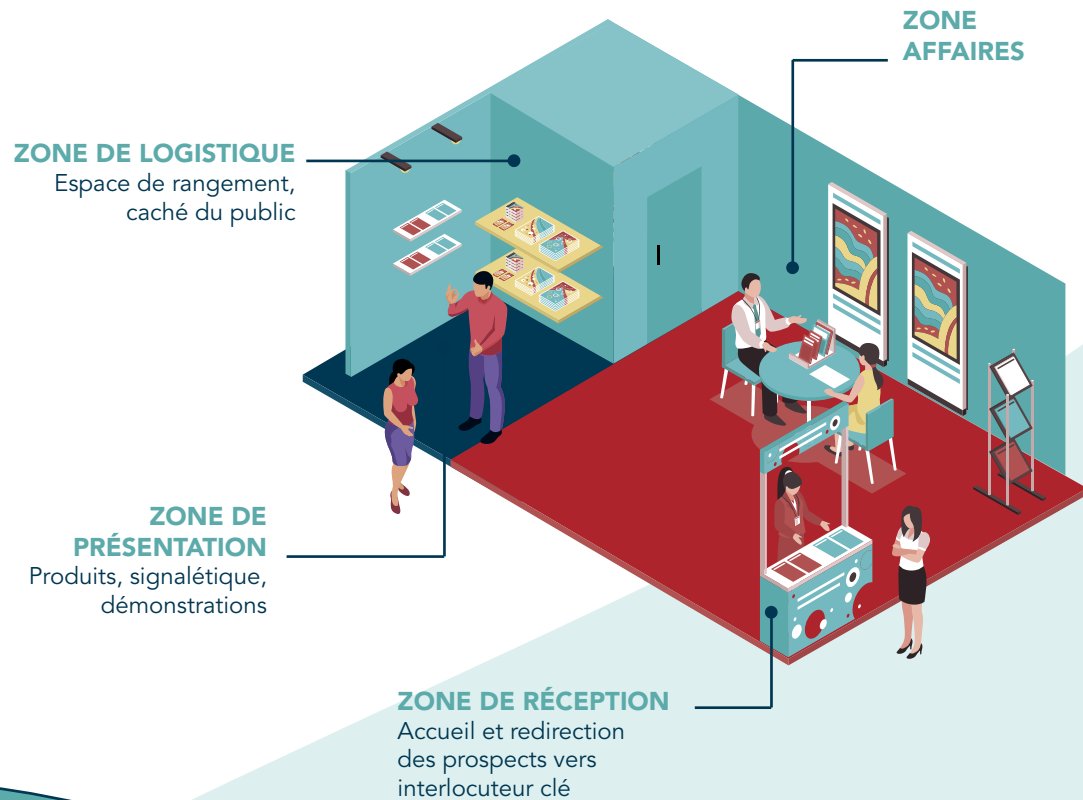 ZONE
AFFAIRES
ZONE DE LOGISTIQUE
Espace de rangement,
caché du public
ZONE DE
PRÉSENTATION
Produits, signalétique,
démonstrations
ZONE DE RÉCEPTION
Accueil et redirection
des prospects vers
interlocuteur clé